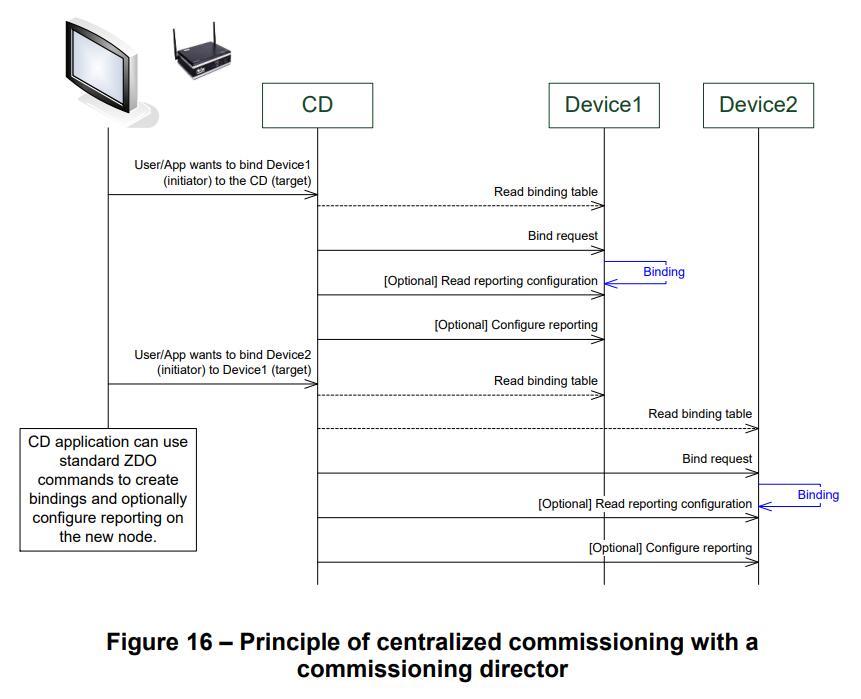 CD
Device1
Device2
User/App wants to bind Device1
(initiator) to the CD (target)
Read binding table
Bind request
Binding
[Optional] Read reporting configuration
[Optional] Configure reporting
User/App wants to bind Device2
(initiator) to Device1 (target)
Read binding table
Read binding table
CD application can use
standard ZDO
commands to create
bindings and optionally
configure reporting on
the new node.
Bind request
Binding
[Optional] Read reporting configuration
[Optional] Configure reporting
Figure 16 – Principle of centralized commissioning with a
commissioning director